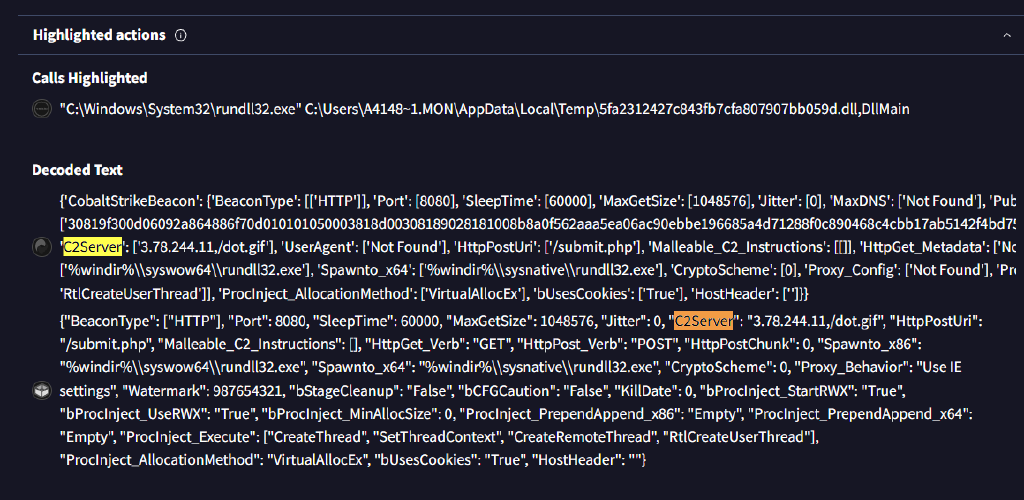 Highlighted actions
Calls Highlighted
"C:\Windows\System32\rundll32.exe" C:\Users\A4148~1.MON\AppData\Local\Temp\5fa2312427c843fb7cfa807907bb059d.dll,DllMain
Decoded Text
{'CobaltStrikeBeacon': {'BeaconType': [['HTTP']], 'Port': [8080], 'SleepTime': [60000], 'MaxGetSize': [1048576], 'Jitter': [0], 'MaxDNS': ['Not Found'], 'Pub
['30819f300d06092a864886f70d010101050003818d00308189028181008b8a0f562aaa5ea06ac90ebbe196685a4d71288f0c890468c4cbb17ab5142f4bd75
'C2Server': ['3.78.244.11,/dot.gif'], 'UserAgent': ['Not Found'], 'HttpPostUri': ['/submit.php'], 'Malleable_C2_Instructions': [[]], 'HttpGet_Metadata': ['No
['%windir%\\syswow64\\rundll32.exe'], 'Spawnto_x64': ['%windir%\\sysnative\\rundll32.exe'], 'CryptoScheme': [0], 'Proxy_Config': ['Not Found'], 'Pro
'RtlCreateUserThread']], 'ProcInject_AllocationMethod': ['VirtualAllocEx'], 'bUsesCookies': ['True'], 'HostHeader': ['']}}
{"BeaconType": ["HTTP"], "Port": 8080, "SleepTime": 60000, "MaxGetSize": 1048576, "Jitter": 0, "C2Server": "3.78.244.11,/dot.gif", "HttpPostUri":
"/submit.php", "Malleable_C2_Instructions": [], "HttpGet_Verb": "GET", "HttpPost_Verb": "POST", "HttpPostChunk": 0, "Spawnto_x86":
"%windir%\\syswow64\\rundll32.exe", "Spawnto_x64": "%windir%\\sysnative\\rundll32.exe", "CryptoScheme": 0, "Proxy_Behavior": "Use IE
settings", "Watermark": 987654321, "bStageCleanup": "False", "bCFGCaution": "False", "KillDate": 0, "bProcInject_StartRWX": "True",
"bProcInject_UseRWX": "True", "bProcInject_MinAllocSize": 0, "ProcInject_PrependAppend_x86": "Empty", "ProcInject_PrependAppend_x64":
"Empty", "ProcInject_Execute": ["CreateThread", "SetThreadContext", "CreateRemoteThread", "RtlCreateUserThread"],
"ProcInject_AllocationMethod": "VirtualAllocEx", "bUsesCookies": "True", "HostHeader": ""}